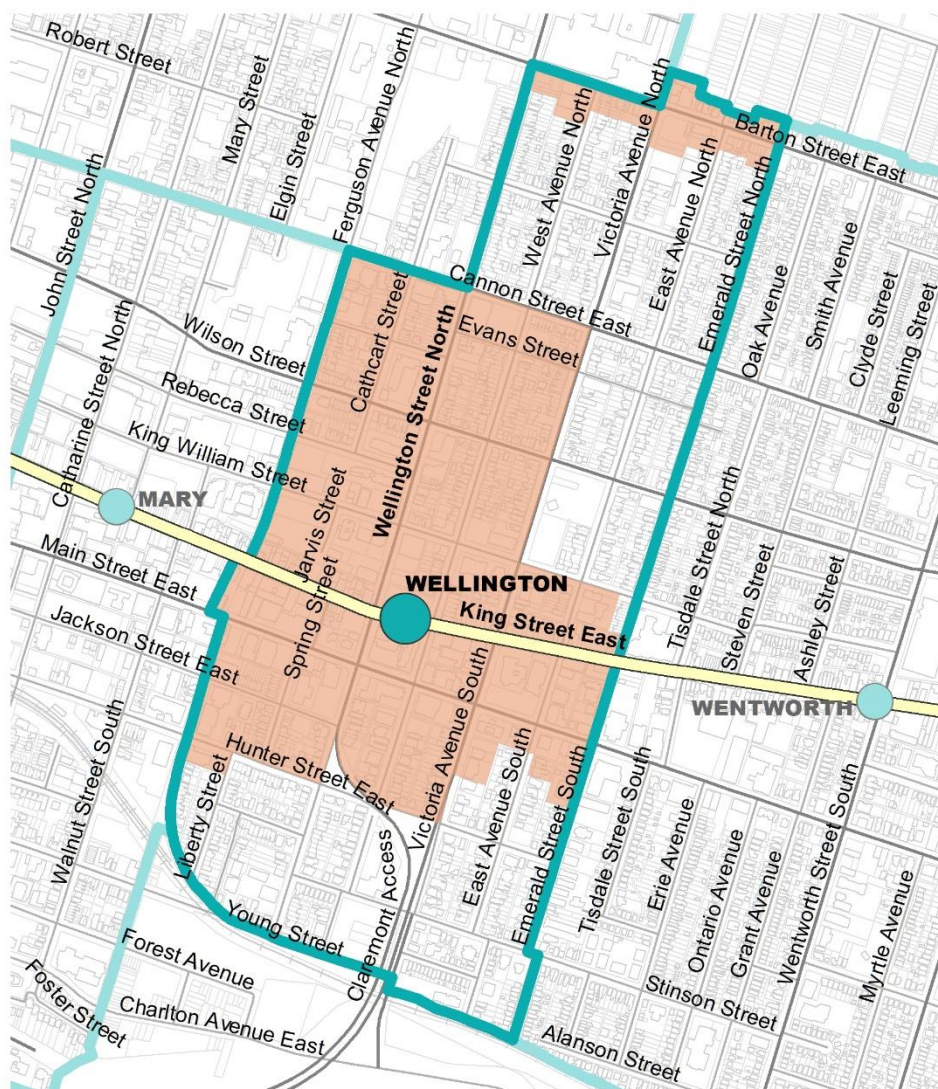 Robert Street
Mary Street
Elgin Street
Ferguson Avenue North
John Street North
West Avenue North
Victoria Avenue North
East Avenue North
Emerald Street North
Barton Street East
Oak Avenue
Smith Avenue
Clyde Street
Leeming Street
Cannon Street East
Evans Street
Cathcart Street
Wellington Street North
Wilson Street
Rebecca Street
King William Street
Catharine Street North
MARY
Jarvis Street
Spring Street
Main Street East
Jackson Street East
WELLINGTON
King Street East
Tisdale Street North
Steven Street
Ashley Street
WENTWORTH
Hunter Street East
Victoria Avenue South
East Avenue South
Emerald Street South
Tisdale Street South
Erie Avenue
Ontario Avenue
Grant Avenue
Wentworth Street South
Myrtle Avenue
Walnut Street South
Liberty Street
Claremont Access
Young Street
Forest Avenue
Foster Street
Charlton Avenue East
Stinson Street
Alanson Street